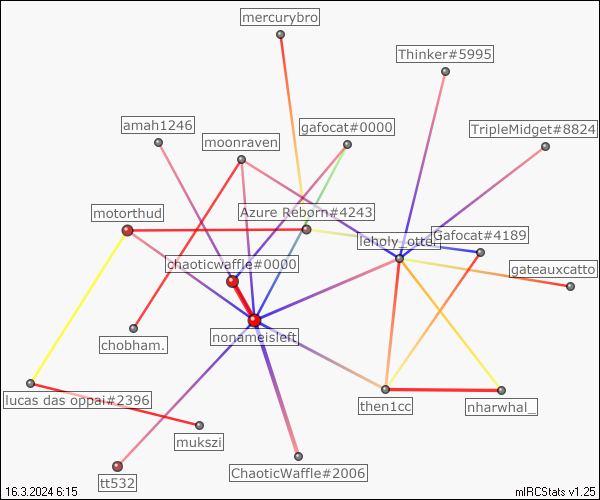 mercurybro
Thinker#5995
amah1246
gafocat#0000
TripleMidget#8824
moonraven
motorthud
Azure Reborn#4243
leholy_otte
Gafocat#4189
chaoticwaffle#0000
gateauxcatto
nonameisleft
chobham.
lucas das oppai#2396
then1cc
nharwhal_
mukszi
tt532
ChaoticWaffle#2006
16.3.2024 6:15
mIRCStats v1.25